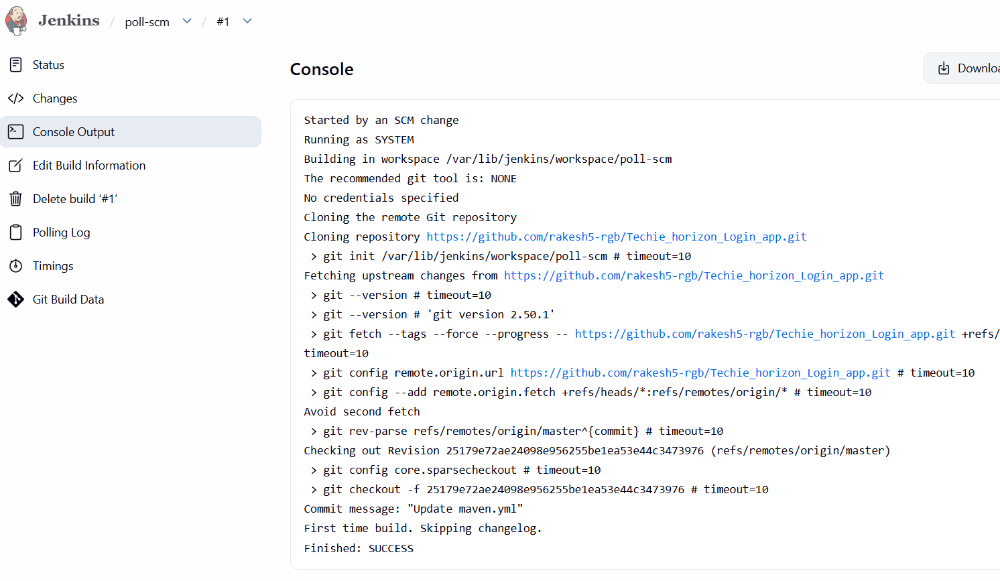 Jenkins / poll-scm / #1
Status
Changes
Console Output
Edit Build Information
Delete build ‘#1’
Polling Log
Timings
Git Build Data
Console
Downloa
Started by an SCM change
Running as SYSTEM
Building in workspace /var/lib/jenkins/workspace/poll-scm
The recommended git tool is: NONE
No credentials specified
Cloning the remote Git repository
Cloning repository https://github.com/rakesh5-rgb/Techie_horizon_Login_app.git
> git init /var/lib/jenkins/workspace/poll-scm # timeout=10
Fetching upstream changes from https://github.com/rakesh5-rgb/Techie_horizon_Login_app.git
> git --version # timeout=10
> git --version # 'git version 2.50.1'
> git fetch --tags --force --progress -- https://github.com/rakesh5-rgb/Techie_horizon_Login_app.git +refs/
timeout=10
> git config remote.origin.url https://github.com/rakesh5-rgb/Techie_horizon_Login_app.git # timeout=10
> git config --add remote.origin.fetch +refs/heads/*:refs/remotes/origin/* # timeout=10
Avoid second fetch
> git rev-parse refs/remotes/origin/master^{commit} # timeout=10
Checking out Revision 25179e72ae24098e956255be1ea53e44c3473976 (refs/remotes/origin/master)
> git config core.sparsecheckout # timeout=10
> git checkout -f 25179e72ae24098e956255be1ea53e44c3473976 # timeout=10
Commit message: "Update maven.yml"
First time build. Skipping changelog.
Finished: SUCCESS